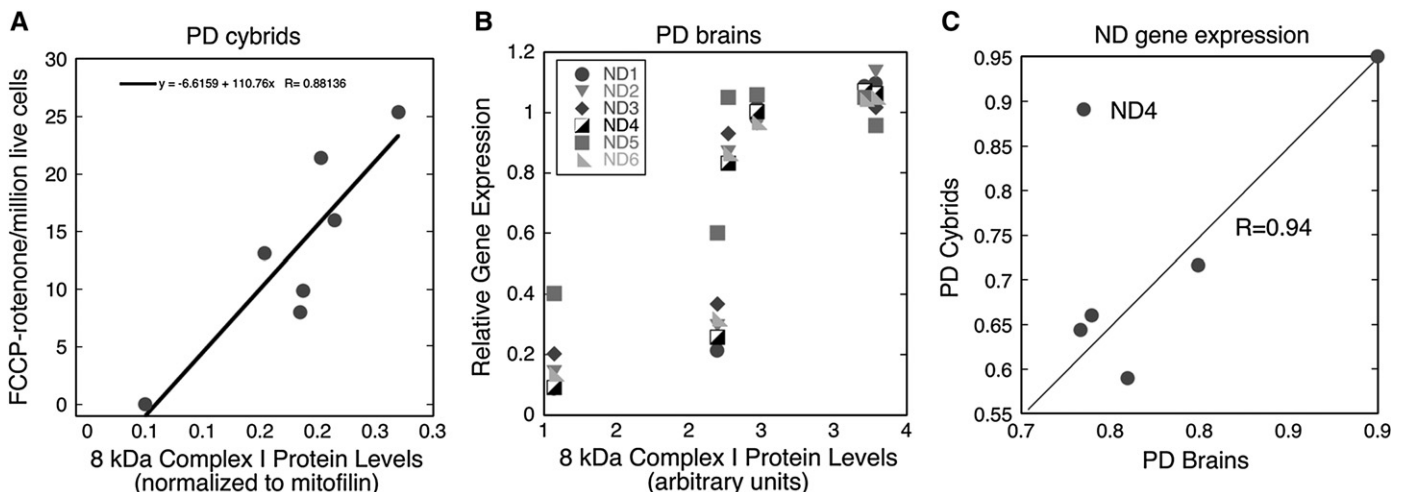 A
PD cybrids
FCCP-rotenone/million live cells
30
25
20
15
10
5
0
y = -6.6159 + 110.76x R= 0.88136
0 0.1 0.1 0.2 0.2 0.3 0.3
8 kDa Complex I Protein Levels
(normalized to mitofilin)
B
PD brains
Relative Gene Expression
1.2
1
0.8
0.6
0.4
0.2
0
ND1
ND2
ND3
ND4
ND5
ND6
1 2 2 3 3 4
8 kDa Complex I Protein Levels
(arbitrary units)
C
ND gene expression
PD Cybrids
0.95
0.9
0.85
0.8
0.75
0.7
0.65
0.6
0.55
ND4
R=0.94
0.7 0.8 0.8 0.9 0.9
PD Brains